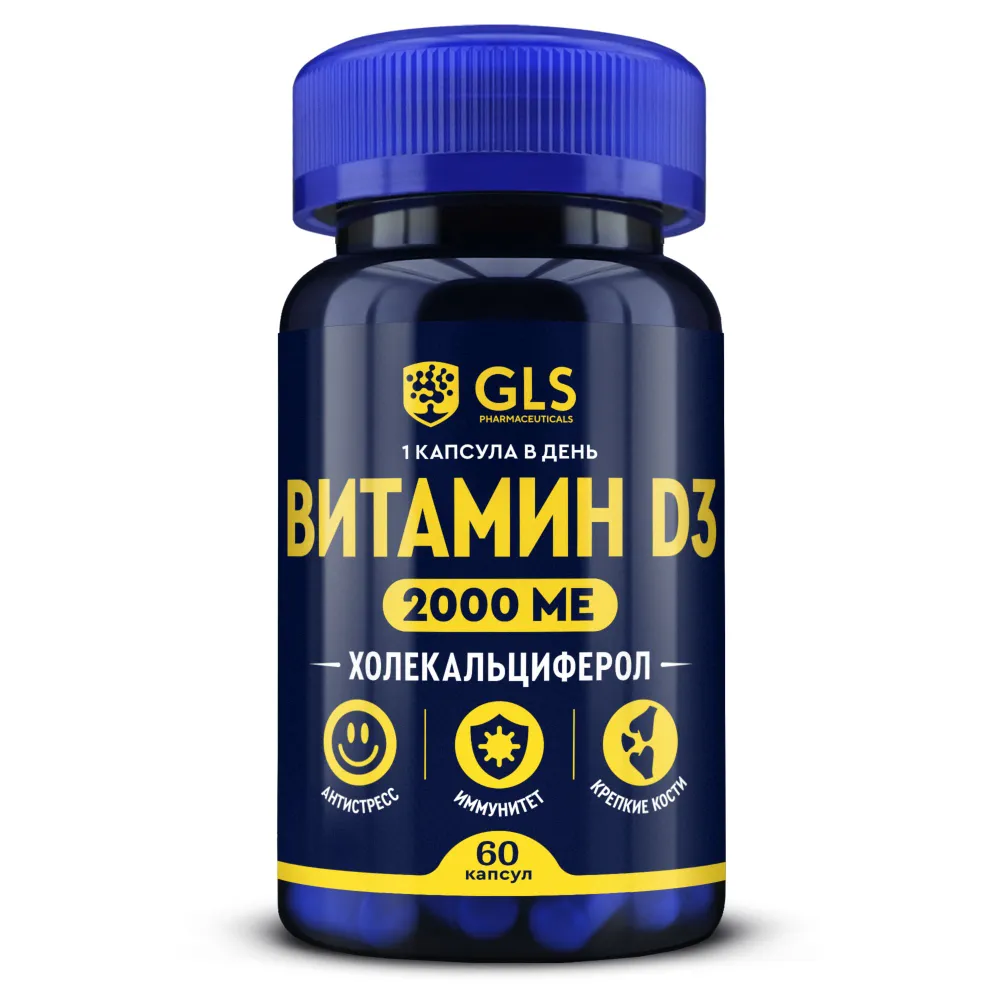 GLS
PHARMACEUTICALS
1 КАПСУЛА В ДЕНЬ
ВИТАМИН D3
2000 МЕ
ХОЛЕКАЛЬЦИФЕРОЛ
АНТИСТРЕСС
ИММУНИТЕТ
КРЕПКИЕ КОСТИ
60
капсул